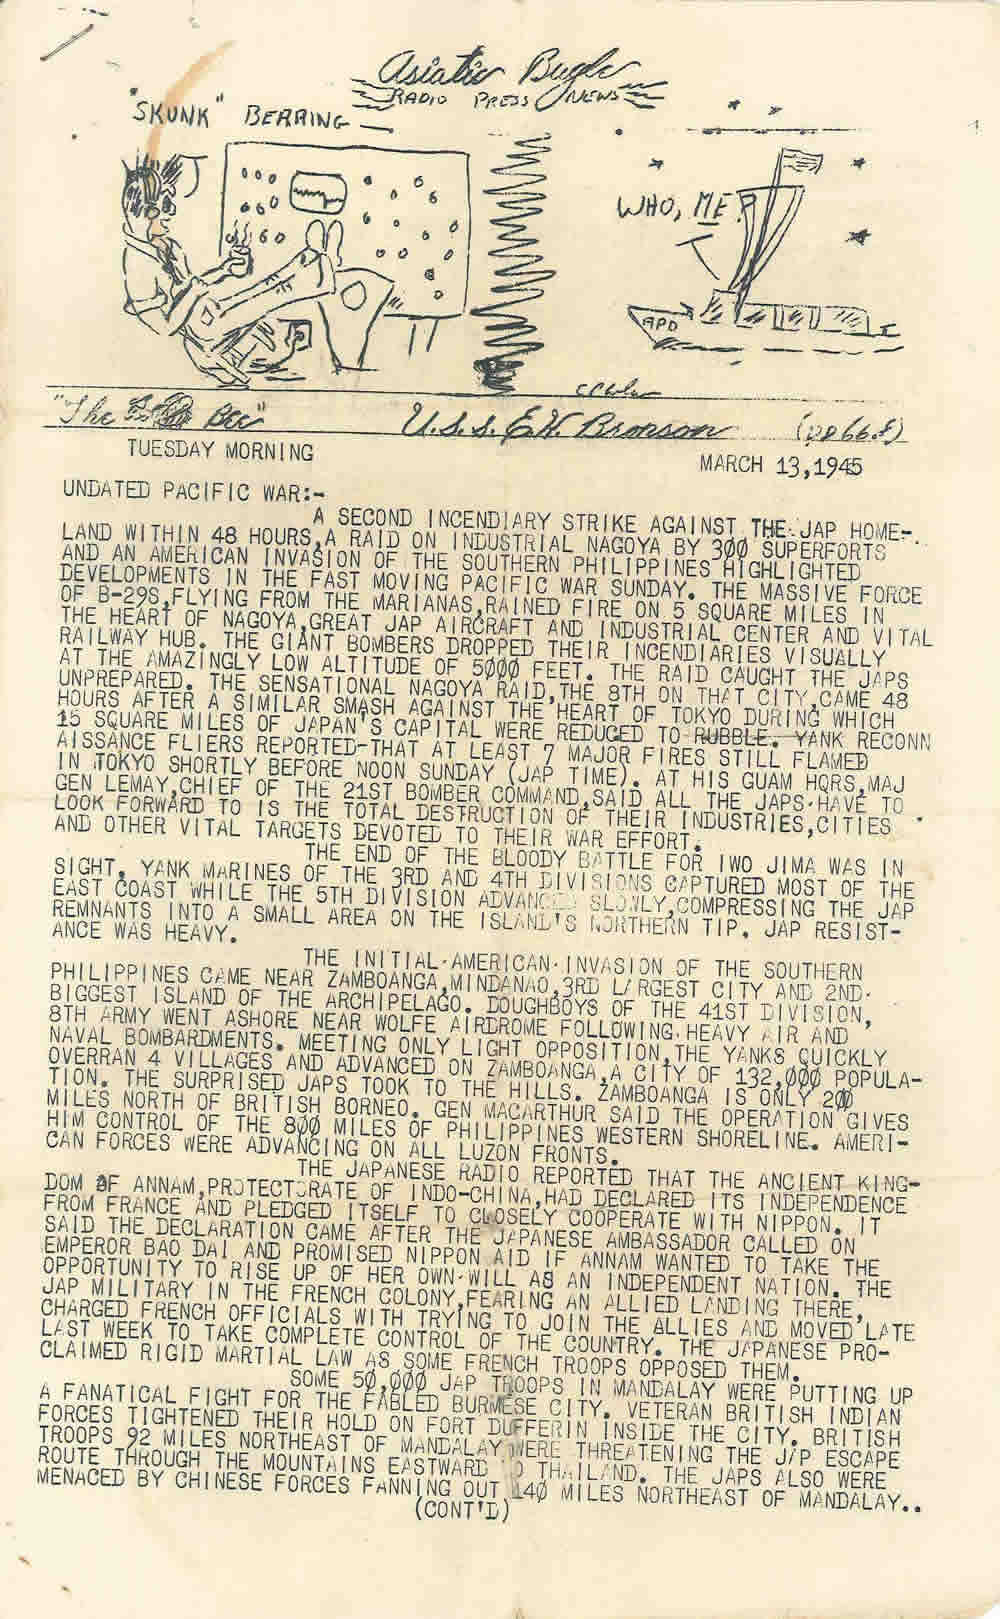 Asiatic Bugle
RADIO PRESS NEWS
"SKUNK" BERRING —
WHO, ME?
APD
"The Bee"
U.S.S. E.W. Bronson
TUESDAY MORNING
MARCH 13,1945
UNDATED PACIFIC WAR:-
A SECOND INCENDIARY STRIKE AGAINST THE JAP HOME-
LAND WITHIN 48 HOURS,A RAID ON INDUSTRIAL NAGOYA BY 300 SUPERFORTS
AND AN AMERICAN INVASION OF THE SOUTHERN PHILIPPINES HIGHLIGHTED
DEVELOPMENTS IN THE FAST MOVING PACIFIC WAR SUNDAY. THE MASSIVE FORCE
OF B-29S,FLYING FROM THE MARIANAS,RAINED FIRE ON 5 SQUARE MILES IN
THE HEART OF NAGOYA,GREAT JAP AIRCRAFT AND INDUSTRIAL CENTER AND VITAL
RAILWAY HUB. THE GIANT BOMBERS DROPPED THEIR INCENDIARIES VISUALLY
AT THE AMAZINGLY LOW ALTITUDE OF 5000 FEET. THE RAID CAUGHT THE JAPS
UNPREPARED. THE SENSATIONAL NAGOYA RAID,THE 8TH ON THAT CITY,CAME 48
HOURS AFTER A SIMILAR SMASH AGAINST THE HEART OF TOKYO DURING WHICH
15 SQUARE MILES OF JAPAN'S CAPITAL WERE REDUCED TO RUBBLE. YANK RECONN
AISSANCE FLIERS REPORTED THAT AT LEAST 7 MAJOR FIRES STILL FLAMED
IN TOKYO SHORTLY BEFORE NOON SUNDAY (JAP TIME). AT HIS GUAM HQRS,MAJ
GEN LEMAY,CHIEF OF THE 21ST BOMBER COMMAND,SAID ALL THE JAPS HAVE TO
LOOK FORWARD TO IS THE TOTAL DESTRUCTION OF THEIR INDUSTRIES,CITIES
AND OTHER VITAL TARGETS DEVOTED TO THEIR WAR EFFORT.
THE END OF THE BLOODY BATTLE FOR IWO JIMA WAS IN
SIGHT. YANK MARINES OF THE 3RD AND 4TH DIVISIONS CAPTURED MOST OF THE
EAST COAST WHILE THE 5TH DIVISION ADVANCED SLOWLY,COMPRESSING THE JAP
REMNANTS INTO A SMALL AREA ON THE ISLAND'S NORTHERN TIP. JAP RESIST-
ANCE WAS HEAVY.
THE INITIAL AMERICAN INVASION OF THE SOUTHERN
PHILIPPINES CAME NEAR ZAMBOANGA,MINDANAO,3RD LARGEST CITY AND 2ND
BIGGEST ISLAND OF THE ARCHIPELAGO. DOUGHBOYS OF THE 41ST DIVISION,
8TH ARMY WENT ASHORE NEAR WOLFE AIRDROME FOLLOWING HEAVY AIR AND
NAVAL BOMBARDMENTS. MEETING ONLY LIGHT OPPOSITION,THE YANKS QUICKLY
OVERRAN 4 VILLAGES AND ADVANCED ON ZAMBOANGA,A CITY OF 132,000 POPULA-
TION. THE SURPRISED JAPS TOOK TO THE HILLS. ZAMBOANGA IS ONLY 200
MILES NORTH OF BRITISH BORNEO. GEN MACARTHUR SAID THE OPERATION GIVES
HIM CONTROL OF THE 800 MILES OF PHILIPPINES WESTERN SHORELINE. AMERI-
CAN FORCES WERE ADVANCING ON ALL LUZON FRONTS.
THE JAPANESE RADIO REPORTED THAT THE ANCIENT KING-
DOM OF ANNAM,PROTECTORATE OF INDO-CHINA,HAD DECLARED ITS INDEPENDENCE
FROM FRANCE AND PLEDGED ITSELF TO CLOSELY COOPERATE WITH NIPPON. IT
SAID THE DECLARATION CAME AFTER THE JAPANESE AMBASSADOR CALLED ON
EMPEROR BAO DAI AND PROMISED NIPPON AID IF ANNAM WANTED TO TAKE THE
OPPORTUNITY TO RISE UP OF HER OWN WILL AS AN INDEPENDENT NATION. THE
JAP MILITARY IN THE FRENCH COLONY,FEARING AN ALLIED LANDING THERE,
CHARGED FRENCH OFFICIALS WITH TRYING TO JOIN THE ALLIES AND MOVED LATE
LAST WEEK TO TAKE COMPLETE CONTROL OF THE COUNTRY. THE JAPANESE PRO-
CLAIMED RIGID MARTIAL LAW AS SOME FRENCH TROOPS OPPOSED THEM.
SOME 50,000 JAP TROOPS IN MANDALAY WERE PUTTING UP
A FANATICAL FIGHT FOR THE FABLED BURMESE CITY. VETERAN BRITISH INDIAN
FORCES TIGHTENED THEIR HOLD ON FORT DUFFERIN INSIDE THE CITY. BRITISH
TROOPS 92 MILES NORTHEAST OF MANDALAY WERE THREATENING THE JAP ESCAPE
ROUTE THROUGH THE MOUNTAINS EASTWARD TO THAILAND. THE JAPS ALSO WERE
MENACED BY CHINESE FORCES FANNING OUT 140 MILES NORTHEAST OF MANDALAY..
(CONT'D)